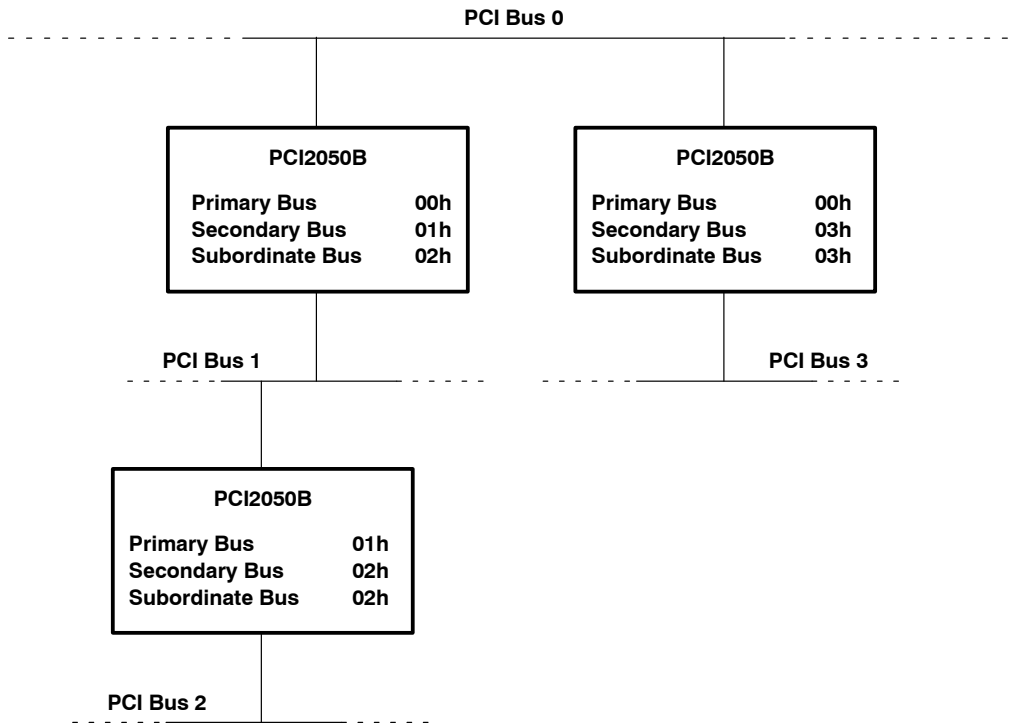 PCI Bus 0
PCI2050B
Primary Bus 00h
Secondary Bus 01h
Subordinate Bus 02h
PCI2050B
Primary Bus 00h
Secondary Bus 03h
Subordinate Bus 03h
PCI Bus 1
PCI Bus 3
PCI2050B
Primary Bus 01h
Secondary Bus 02h
Subordinate Bus 02h
PCI Bus 2